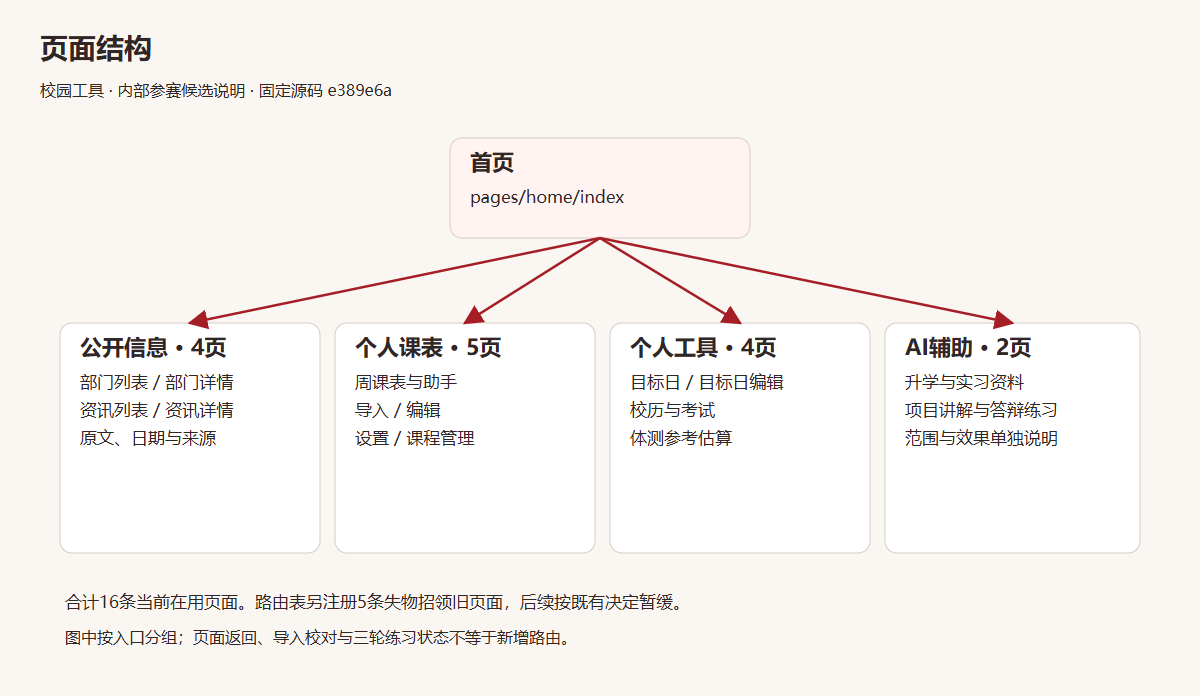 页面结构
校园工具 · 内部参赛候选说明 · 固定源码 e389e6a
首页
pages/home/index
公开信息 · 4页
部门列表 / 部门详情
资讯列表 / 资讯详情
原文、日期与来源
个人课表 · 5页
周课表与助手
导入 / 编辑
设置 / 课程管理
个人工具 · 4页
目标日 / 目标日编辑
校历与考试
体测参考估算
AI辅助 · 2页
升学与实习资料
项目讲解与答辩练习
范围与效果单独说明
合计16条当前在用页面。路由表另注册5条失物招领旧页面，后续按既有决定暂缓。
图中按入口分组；页面返回、导入校对与三轮练习状态不等于新增路由。